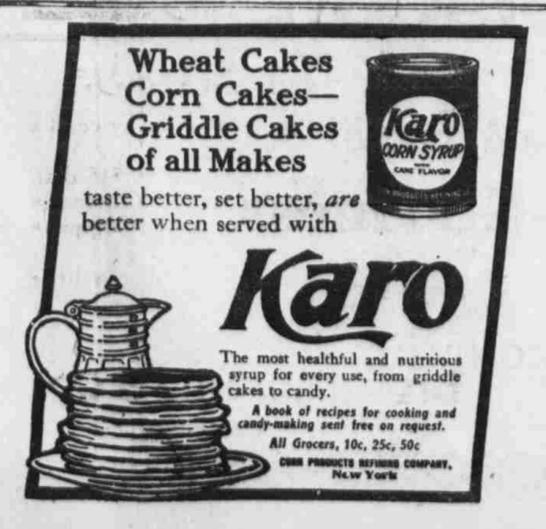 Wheat Cakes
Corn Cakes—
Griddle Cakes
of all Makes
Karo
CORN SYRUP
WITH
CANE FLAVOR
taste better, set better, are
better when served with
Karo
The most healthful and nutritious
syrup for every use, from griddle
cakes to candy.
A book of recipes for cooking and
candy-making sent free on request.
All Grocers, 10c, 25c, 50c
CORN PRODUCTS REFINING COMPANY,
New York